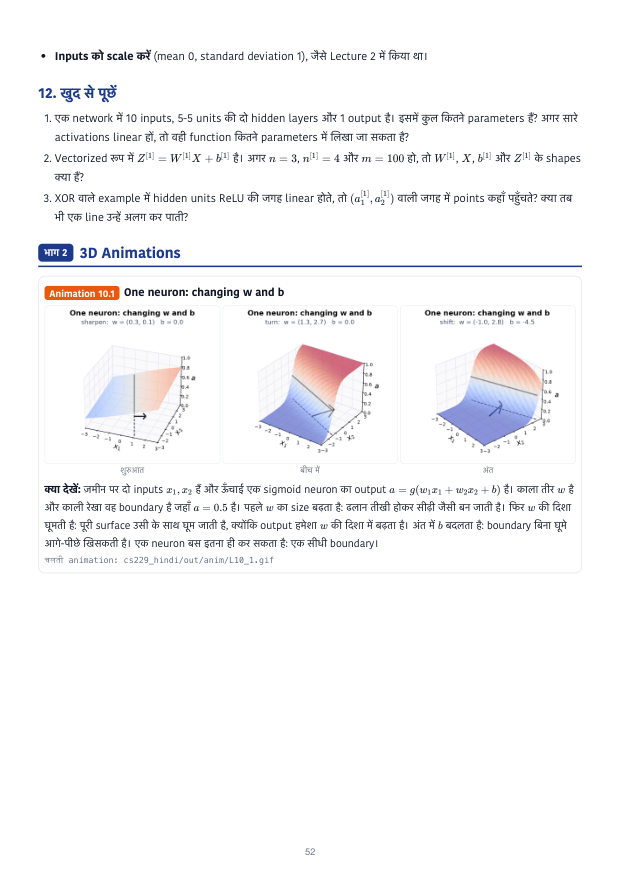 • Inputs को scale करें (mean 0, standard deviation 1), जैसे Lecture 2 में किया था।
12. खुद से पूछें
1. एक network में 10 inputs, 5-5 units की दो hidden layers और 1 output है। इसमें कुल कितने parameters हैं? अगर सारे
activations linear हों, तो वही function कितने parameters में लिखा जा सकता है?
2. Vectorized रूप में Z^[1] = W^[1]X + b^[1] है। अगर n = 3, n^[1] = 4 और m = 100 हो, तो W^[1], X, b^[1] और Z^[1] के shapes
क्या हैं?
3. XOR वाले example में hidden units ReLU की जगह linear होते, तो (a_1^[1], a_2^[1]) वाली जगह में points कहाँ पहुँचते? क्या तब
भी एक line उन्हें अलग कर पाती?
भाग 2 3D Animations
Animation 10.1 One neuron: changing w and b
One neuron: changing w and b
sharpen: w = (0.3, 0.1) b = 0.0
One neuron: changing w and b
turn: w = (1.3, 2.7) b = 0.0
One neuron: changing w and b
shift: w = (-1.0, 2.8) b = -4.5
शुरुआत
बीच में
अंत
क्या देखें: ज़मीन पर दो inputs x₁, x₂ हैं और ऊँचाई एक sigmoid neuron का output a = g(w₁x₁ + w₂x₂ + b) है। काला तीर w है
और काली रेखा वह boundary है जहाँ a = 0.5 है। पहले w का size बढ़ता है: ढलान तीखी होकर सीढ़ी जैसी बन जाती है। फिर w की दिशा
घूमती है: पूरी surface उसी के साथ घूम जाती है, क्योंकि output हमेशा w की दिशा में बढ़ता है। अंत में b बदलता है: boundary बिना घूमे
आगे-पीछे खिसकती है। एक neuron बस इतना ही कर सकता है: एक सीधी boundary।
चलती animation: cs229_hindi/out/anim/L10_1.gif
52